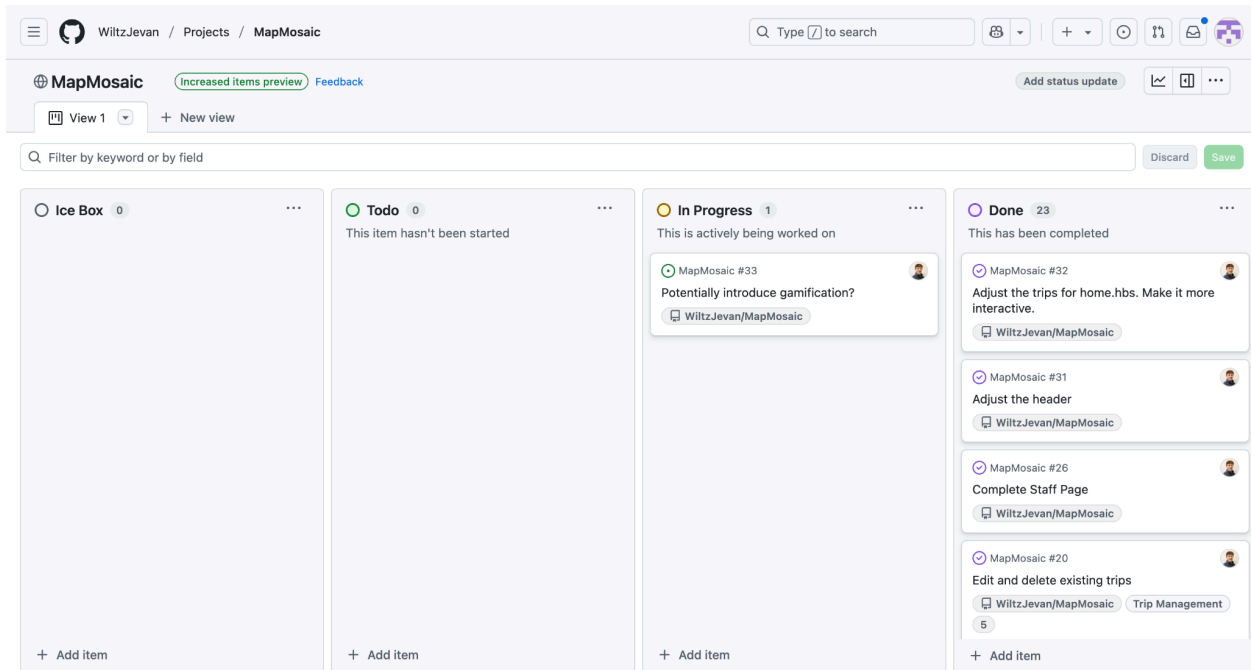 WiltzJevan / Projects / MapMosaic
Type / to search
MapMosaic
Increased items preview
Feedback
Add status update
View 1
New view
Filter by keyword or by field
Discard
Save
Ice Box 0
Todo 0
This item hasn't been started
In Progress 1
This is actively being worked on
MapMosaic #33
Potentially introduce gamification?
WiltzJevan/MapMosaic
Done 23
This has been completed
MapMosaic #32
Adjust the trips for home.hbs. Make it more
interactive.
WiltzJevan/MapMosaic
MapMosaic #31
Adjust the header
WiltzJevan/MapMosaic
MapMosaic #26
Complete Staff Page
WiltzJevan/MapMosaic
MapMosaic #20
Edit and delete existing trips
WiltzJevan/MapMosaic Trip Management
5
Add item
Add item
Add item
Add item